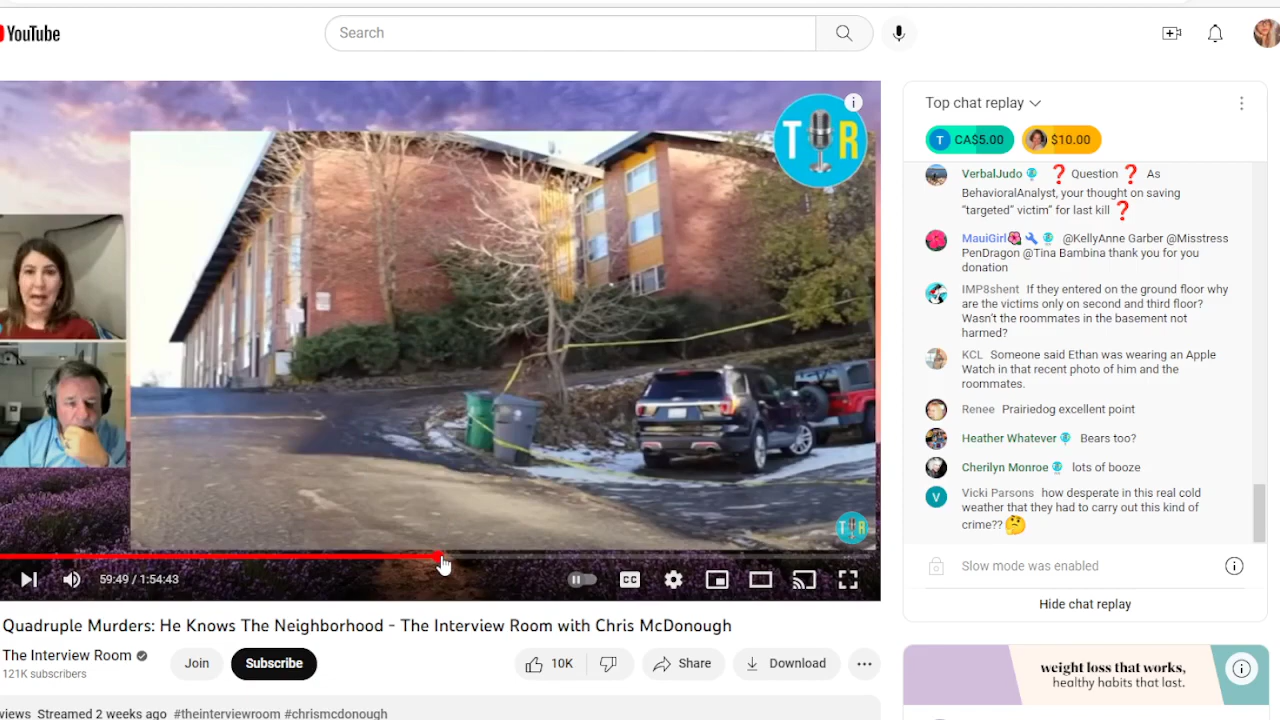 YouTube
Search
T R
Top chat replay
T CA$5.00 $10.00
VerbalJudo ❓ Question ❓ As
BehavioralAnalyst, your thought on saving
"targeted" victim" for last kill ❓
MauiGirl🌺 🔧 @KellyAnne Garber @Misstress
PenDragon @Tina Bambina thank you for you
donation
IMP8shent If they entered on the ground floor why
are the victims only on second and third floor?
Wasn't the roommates in the basement not
harmed?
KCL Someone said Ethan was wearing an Apple
Watch in that recent photo of him and the
roommates.
Renee Prairiedog excellent point
Heather Whatever Bears too?
Cherilyn Monroe lots of booze
V Vicki Parsons how desperate in this real cold
weather that they had to carry out this kind of
crime?? 🤔
T R
Slow mode was enabled
59:49 / 1:54:43
CC
Hide chat replay
Quadruple Murders: He Knows The Neighborhood - The Interview Room with Chris McDonough
The Interview Room
121K subscribers
Join
Subscribe
10K
Share
Download
weight loss that works,
healthy habits that last.
views Streamed 2 weeks ago #theinterviewroom #chrismcdonough